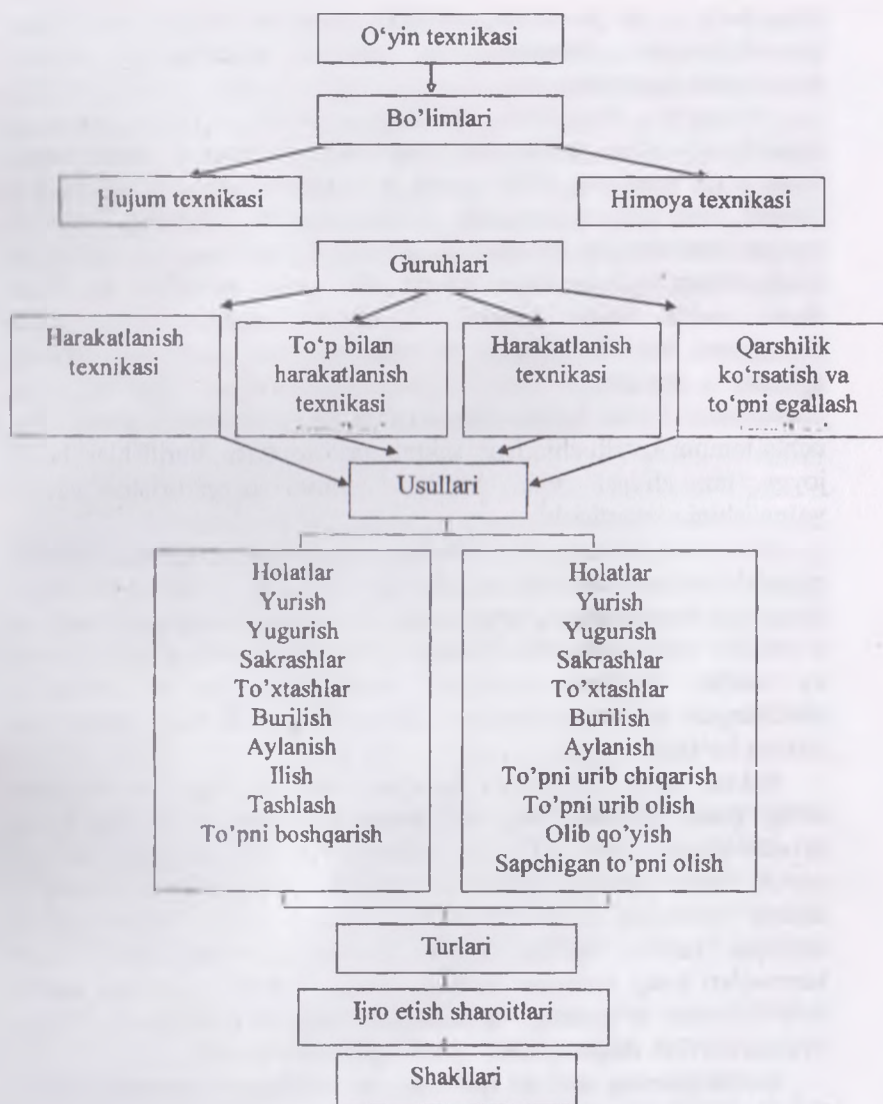 O‘yin texnikasi
Bo’limlari
Hujum texnikasi
Himoya texnikasi
Guruhlari
Harakatlanish
texnikasi
To‘p bilan
harakatlanish
texnikasi
Harakatlanish
texnikasi
Qarshilik
ko‘rsatish va
to‘pni egallash
Usullari
Holatlar
Yurish
Yugurish
Sakrashlar
To’xtashlar
Burilish
Aylanish
Ilish
Tashlash
To’pni boshqarish
Holatlar
Yurish
Yugurish
Sakrashlar
To’xtashlar
Burilish
Aylanish
To’pni urib chiqarish
To’pni urib olish
Olib qo’yish
Sapchigan to’pni olish
Turlari
Ijro etish sharoitlari
Shakllari